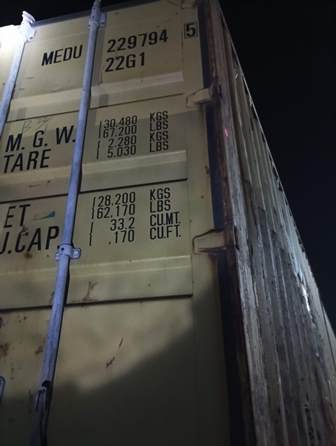 MEDU 229794 5
22G1
M.G.W. 30.480 KGS
67.200 LBS
TARE 2.280 KGS
5.030 LBS
ET 28.200 KGS
62.170 LBS
U.CAP 33.2 CU.MT.
.170 CU.FT.